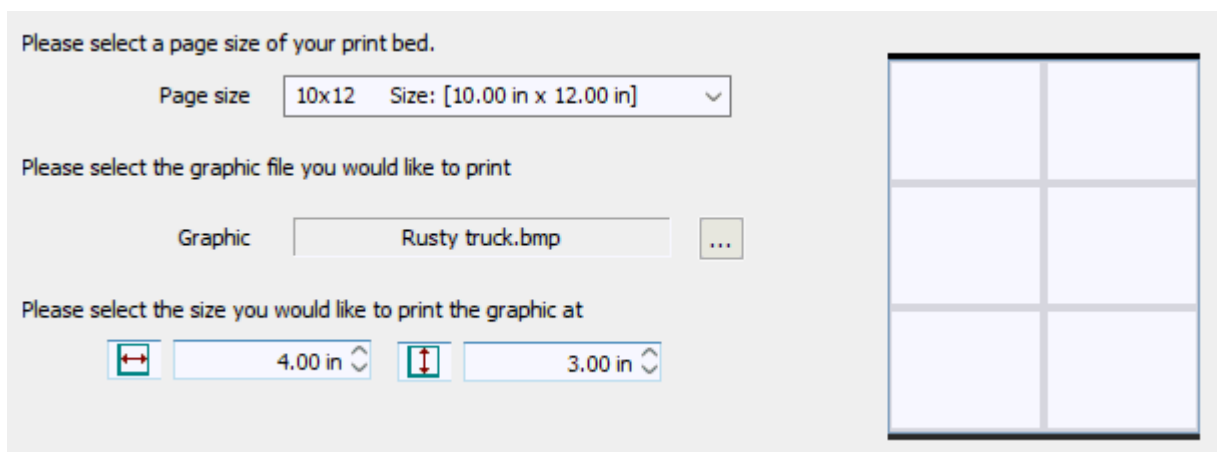 Please select a page size of your print bed.
Page size 10x12 Size: [10.00 in x 12.00 in]
Please select the graphic file you would like to print
Graphic Rusty truck.bmp ...
Please select the size you would like to print the graphic at
4.00 in 3.00 in